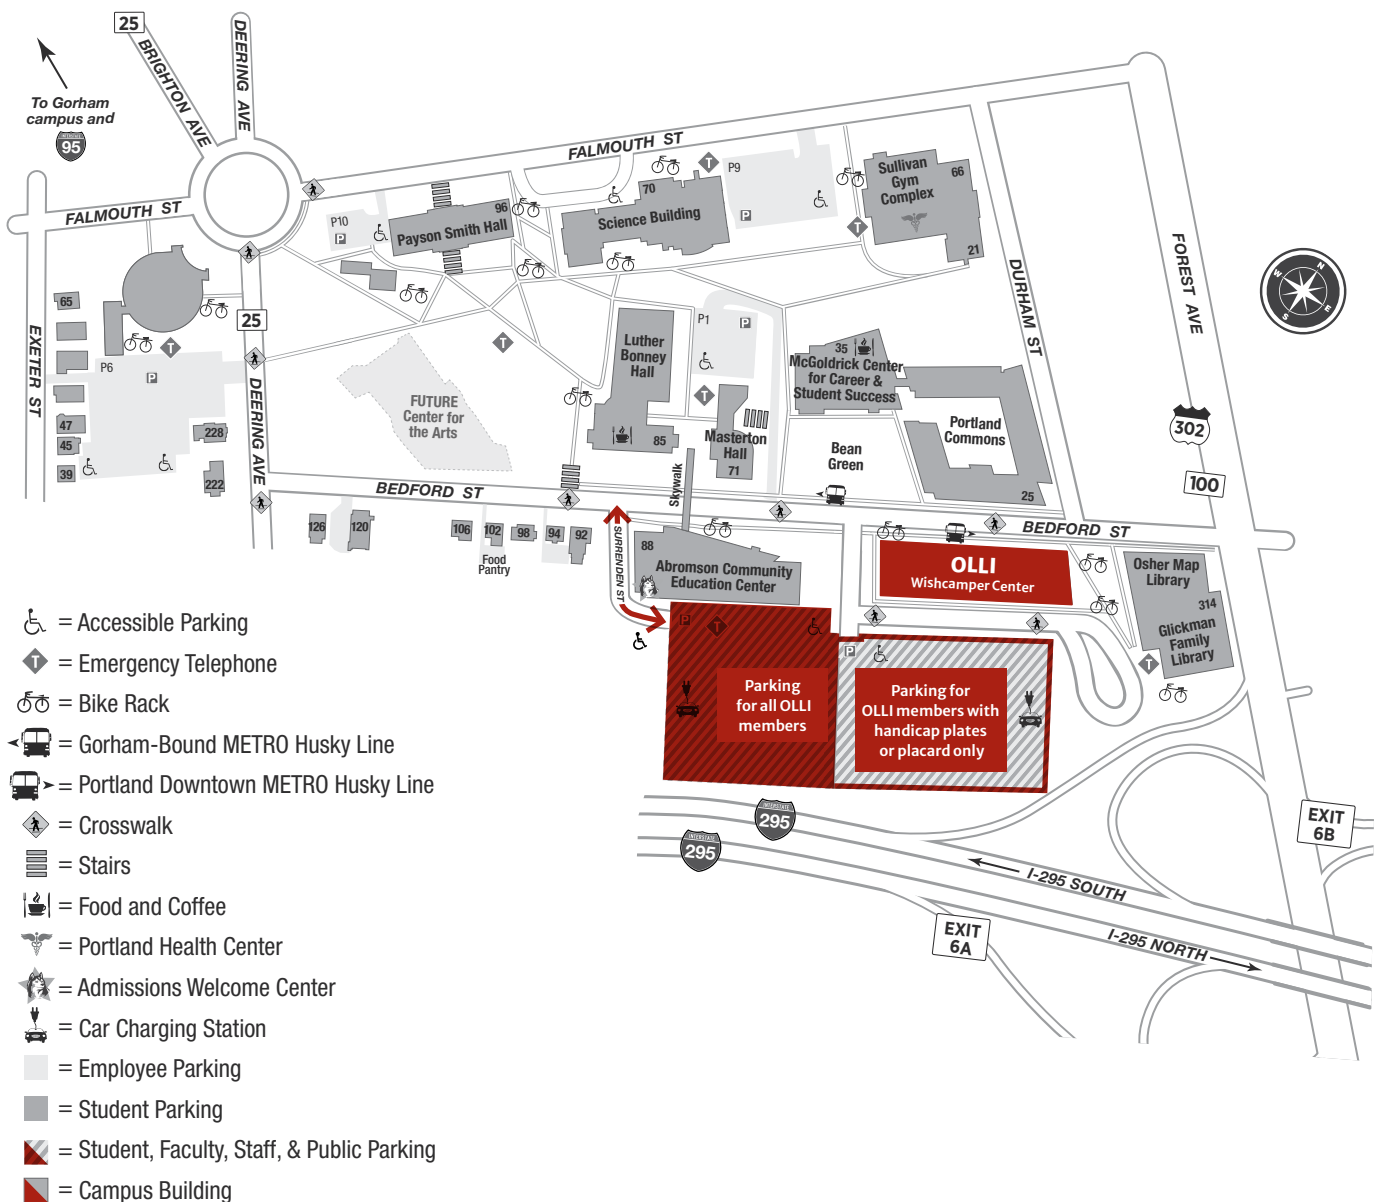 25
DEERING AVE
BRIGHTON AVE
To Gorham
campus and
INTERSTATE
95
FALMOUTH ST
FALMOUTH ST
EXETER ST
DEERING AVE
25
P10
P
96
Payson Smith Hall
70
Science Building
T
P9
P
T
66
Sullivan
Gym
Complex
21
DURHAM ST
FOREST AVE
N
E
S
W
65
T
P6
P
47
45
39
228
222
T
FUTURE
Center for
the Arts
Luther
Bonney
Hall
85
P1
P
T
Masterton
Hall
71
35
McGoldrick Center
for Career &
Student Success
Portland
Commons
25
Bean
Green
302
100
Skywalk
BEDFORD ST
BEDFORD ST
126
120
106
102
98
94
92
Food
Pantry
SURRENDEN ST
88
Abromson Community
Education Center
OLLI
Wishcamper Center
Osher Map
Library
314
Glickman
Family
Library
T
P
T
P
Parking
for all OLLI
members
Parking for
OLLI members with
handicap plates
or placard only
INTERSTATE
295
INTERSTATE
295
I-295 SOUTH
I-295 NORTH
EXIT
6B
EXIT
6A
= Accessible Parking
T = Emergency Telephone
= Bike Rack
= Gorham-Bound METRO Husky Line
= Portland Downtown METRO Husky Line
= Crosswalk
= Stairs
= Food and Coffee
= Portland Health Center
= Admissions Welcome Center
= Car Charging Station
= Employee Parking
= Student Parking
= Student, Faculty, Staff, & Public Parking
= Campus Building